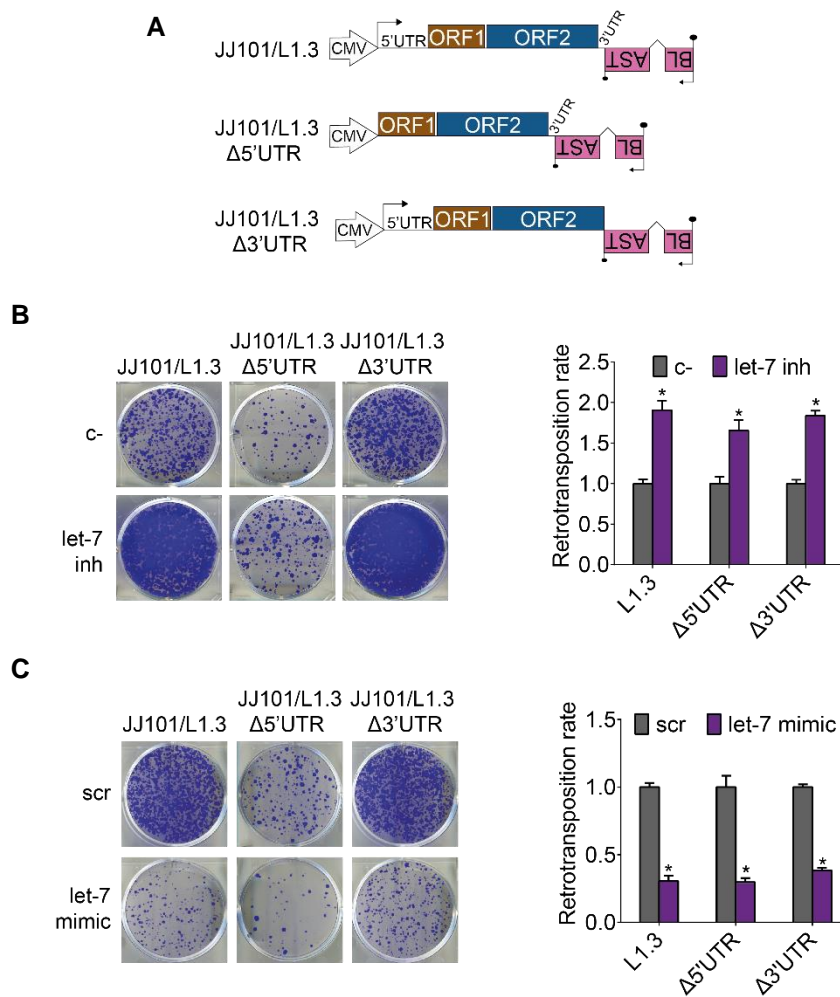 A
JJ101/L1.3
CMV
5'UTR
ORF1
ORF2
3'UTR
AST
BL
JJ101/L1.3
Δ5'UTR
CMV
ORF1
ORF2
3'UTR
AST
BL
JJ101/L1.3
Δ3'UTR
CMV
5'UTR
ORF1
ORF2
AST
BL
B
JJ101/L1.3
JJ101/L1.3
Δ5'UTR
JJ101/L1.3
Δ3'UTR
c-
let-7
inh
Retrotransposition rate
2.5
2.0
1.5
1.0
0.5
0.0
c- let-7 inh
* * *
L1.3
Δ5'UTR
Δ3'UTR
C
JJ101/L1.3
JJ101/L1.3
Δ5'UTR
JJ101/L1.3
Δ3'UTR
scr
let-7
mimic
Retrotransposition rate
1.5
1.0
0.5
0.0
scr let-7 mimic
* * *
L1.3
Δ5'UTR
Δ3'UTR